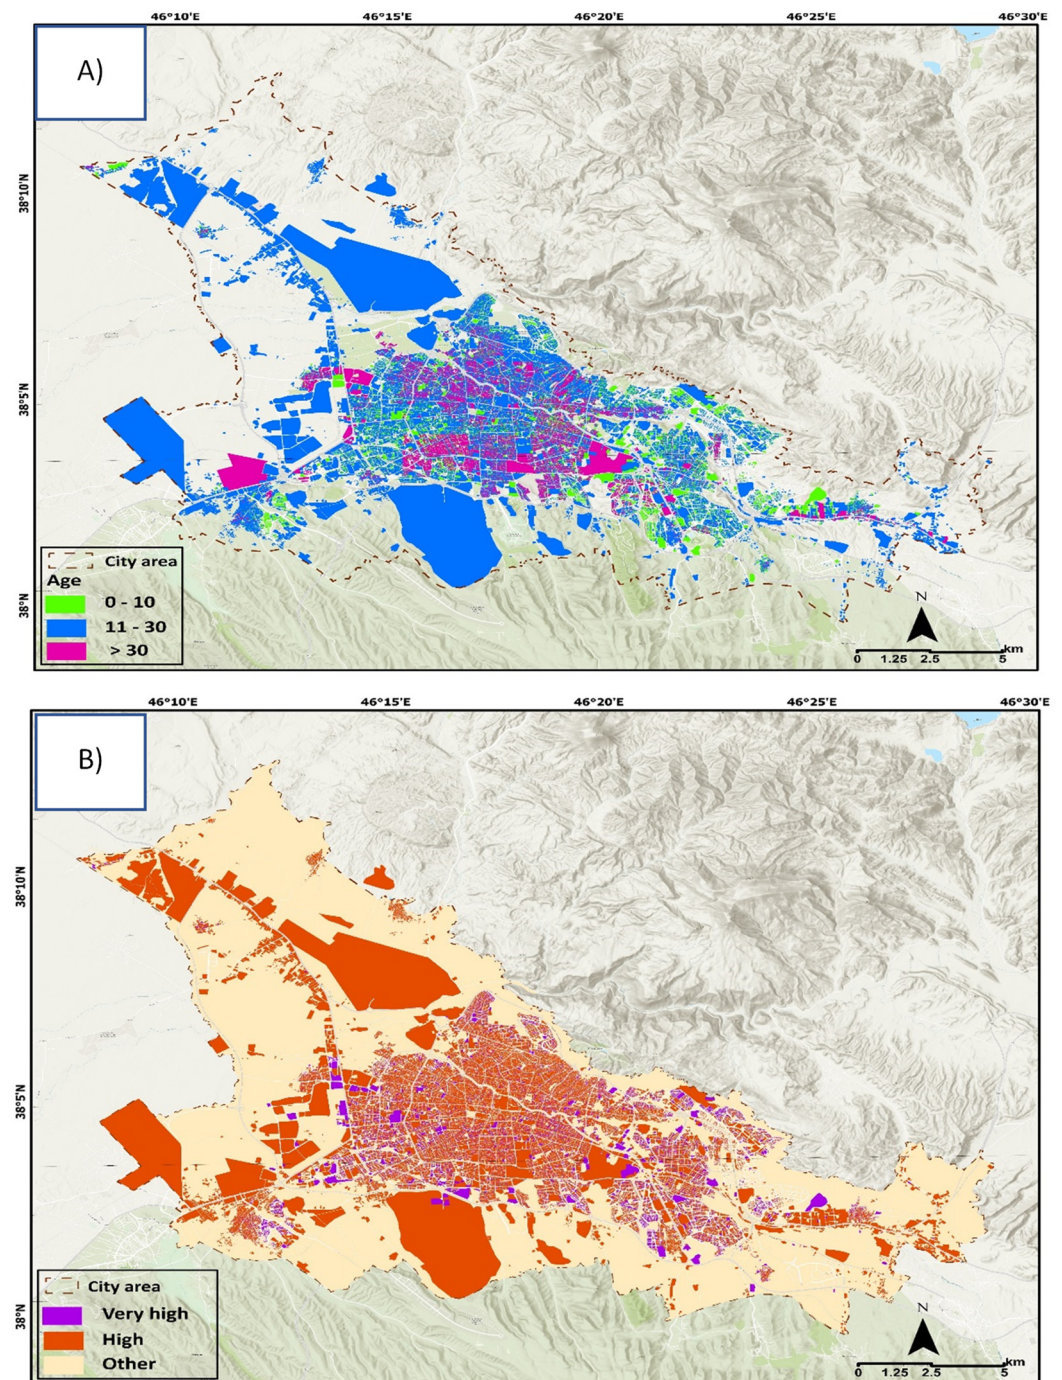 46°10'E 46°15'E 46°20'E 46°25'E 46°30'E
A)
38°10'N
38°5'N
38°N
City area
Age
0 - 10
11 - 30
> 30
N
km
0 1.25 2.5 5
46°10'E 46°15'E 46°20'E 46°25'E 46°30'E
B)
38°10'N
38°5'N
38°N
City area
Very high
High
Other
N
km
0 1.25 2.5 5